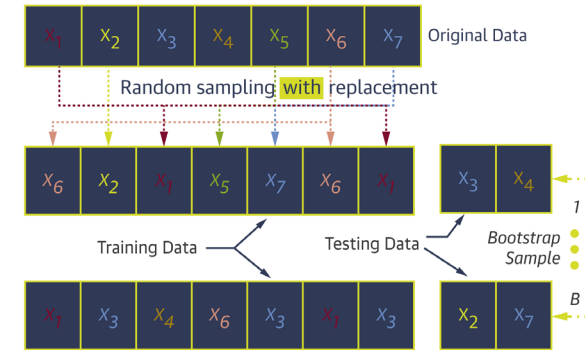 x₁ x₂ x₃ x₄ x₅ x₆ x₇ Original Data
Random sampling with replacement
x₆ x₂ x₁ x₅ x₇ x₆ x₁ x₃ x₄
1
Training Data Testing Data Bootstrap
Sample
B
x₁ x₃ x₄ x₆ x₃ x₁ x₃ x₂ x₇